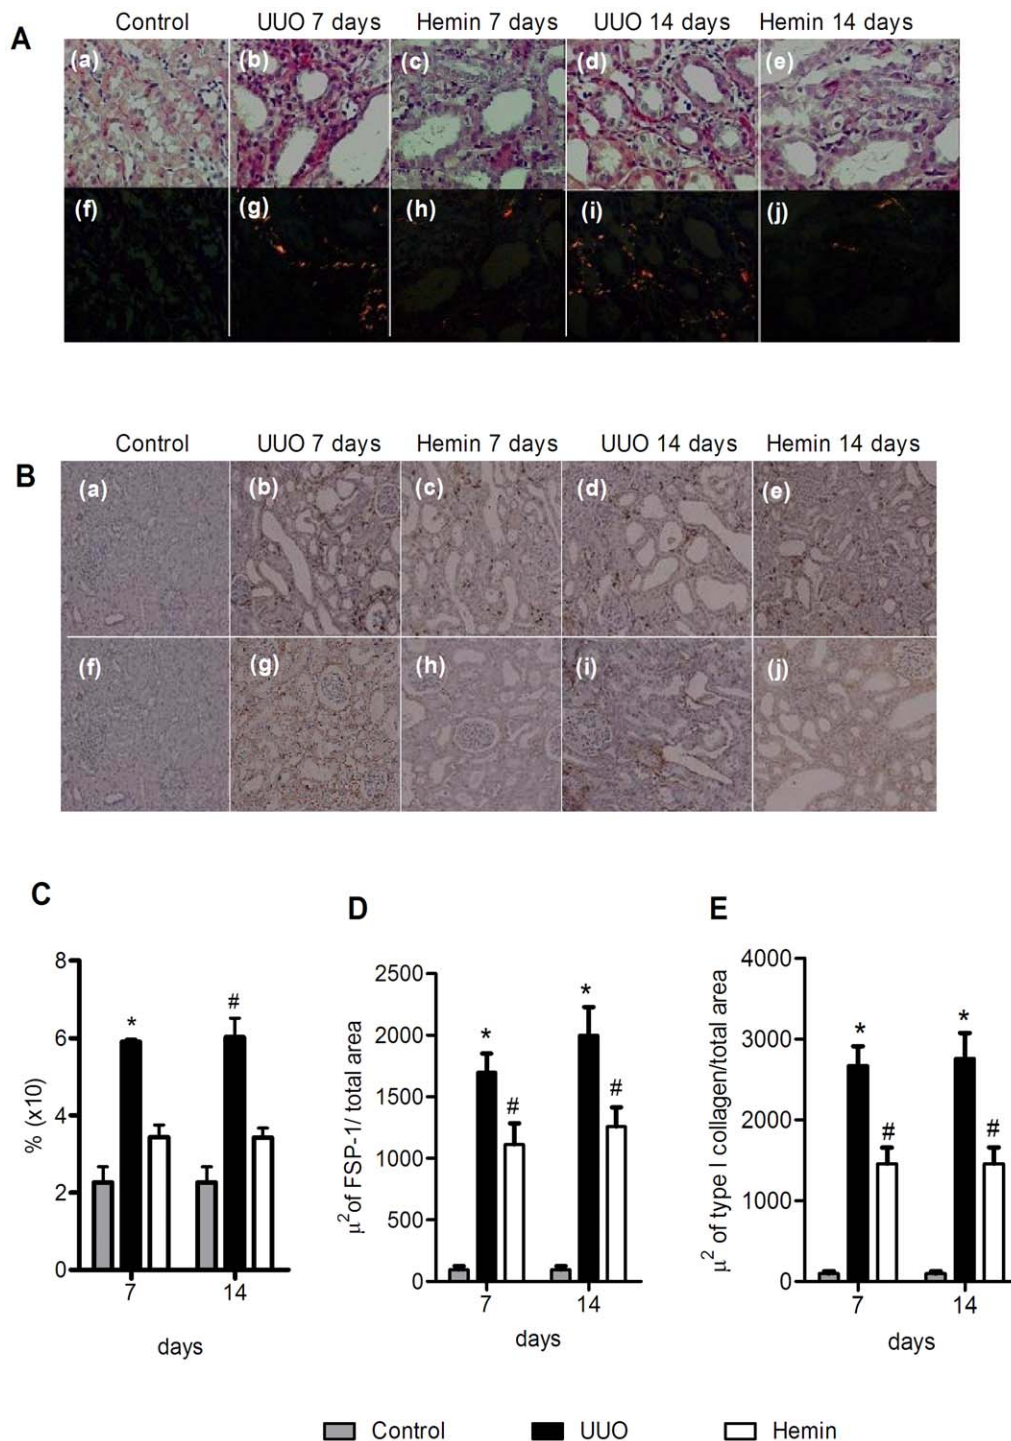 Control UUO 7 days Hemin 7 days UUO 14 days Hemin 14 days
A
(a) (b) (c) (d) (e)
(f) (g) (h) (i) (j)
Control UUO 7 days Hemin 7 days UUO 14 days Hemin 14 days
B
(a) (b) (c) (d) (e)
(f) (g) (h) (i) (j)
C
% (x10)
8
6
4
2
0
*
#
7 14
days
D
μ² of FSP-1/ total area
2500
2000
1500
1000
500
0
*
#
*
#
7 14
days
E
μ² of type I collagen/total area
4000
3000
2000
1000
0
*
#
*
#
7 14
days
Control UUO Hemin